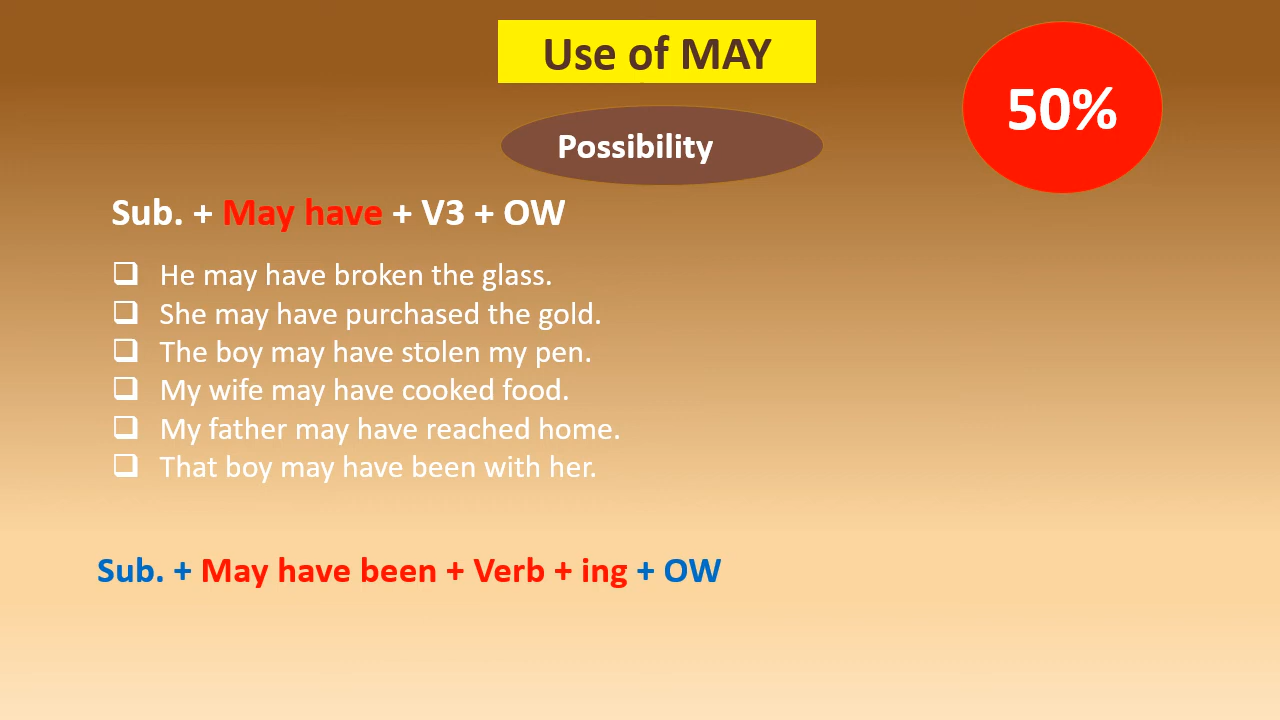 Use of MAY
50%
Possibility
Sub. + May have + V3 + OW
❑ He may have broken the glass.
❑ She may have purchased the gold.
❑ The boy may have stolen my pen.
❑ My wife may have cooked food.
❑ My father may have reached home.
❑ That boy may have been with her.
Sub. + May have been + Verb + ing + OW